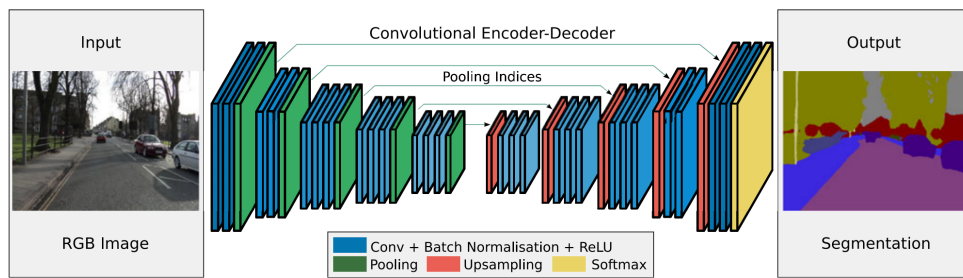 Input
RGB Image
Convolutional Encoder-Decoder
Pooling Indices
Conv + Batch Normalisation + ReLU
Pooling
Upsampling
Softmax
Output
Segmentation